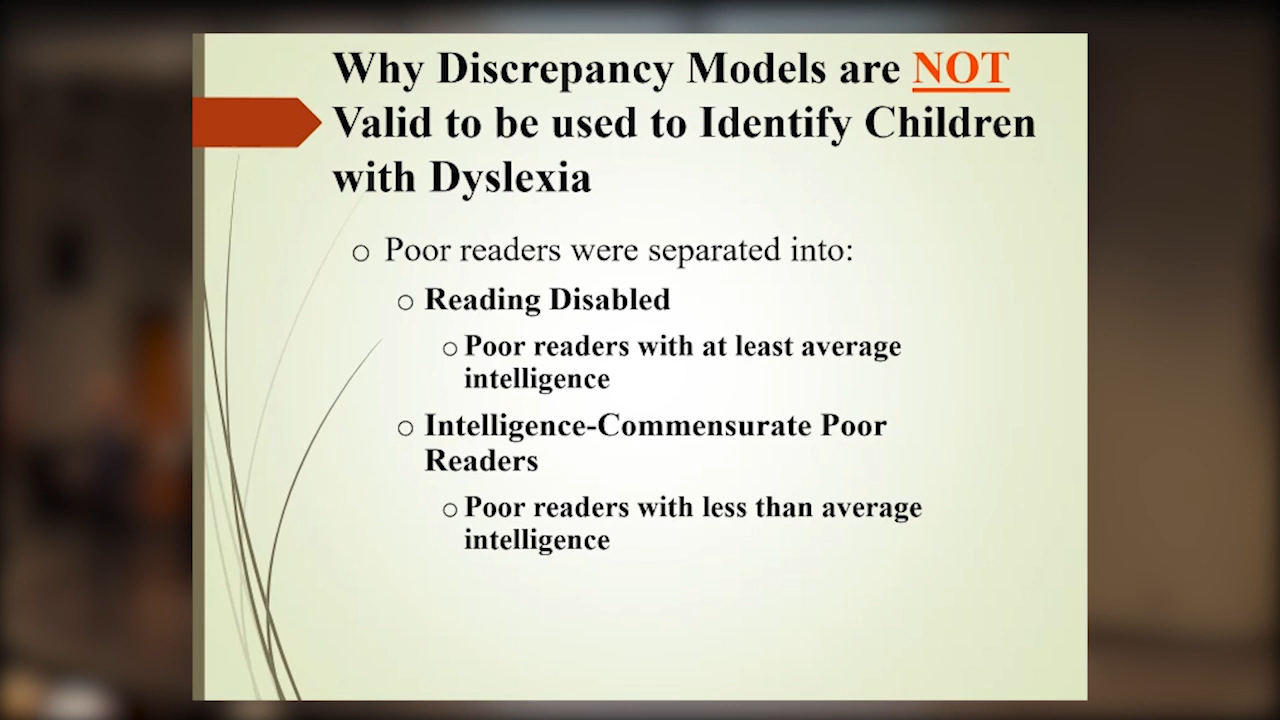 Why Discrepancy Models are NOT
Valid to be used to Identify Children
with Dyslexia
o Poor readers were separated into:
o Reading Disabled
o Poor readers with at least average
intelligence
o Intelligence-Commensurate Poor
Readers
o Poor readers with less than average
intelligence